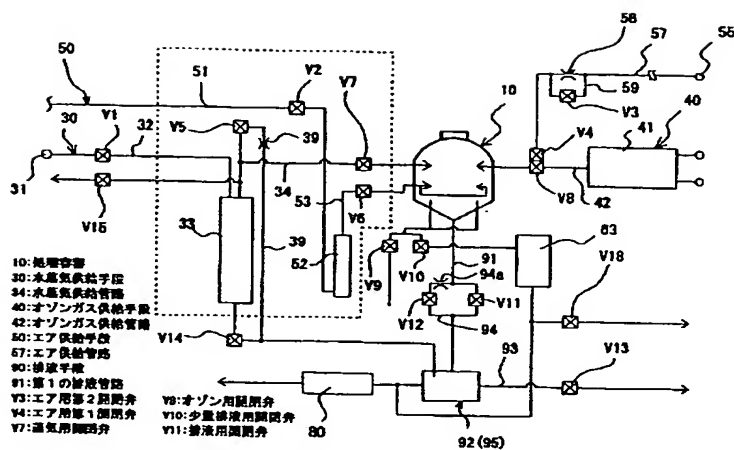 50
V1
51
V2
V7
10
58
57
55
30
32
V5
39
59
V3
40
41
31
34
V4
V15
53
V6
V8
42
33
39
63
52
V9
V10
91
94a
V18
V12
V11
V14
94
93
V13
80
92 (95)
10:処理容器
30:水蒸気供給手段
34:水蒸気供給管路
40:オゾンガス供給手段
42:オゾンガス供給管路
50:エア供給手段
57:エア供給管路
90:排液手段
91:第1の排液管路
V3:エア用第2開閉弁
V4:エア用第1開閉弁
V7:蒸気用開閉弁
V8:オゾン用開閉弁
V10:少量排液用開閉弁
V11:排液用開閉弁